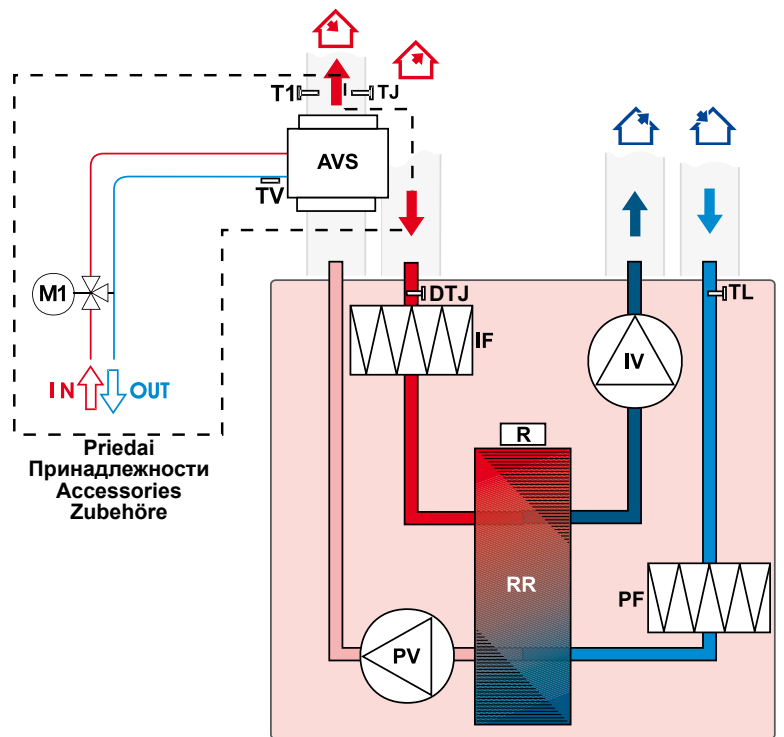 T1
TJ
AVS
TV
M1
DTJ
TL
IF
IV
IN
OUT
R
Priedai
Принадлежности
Accessories
Zubehöre
RR
PF
PV